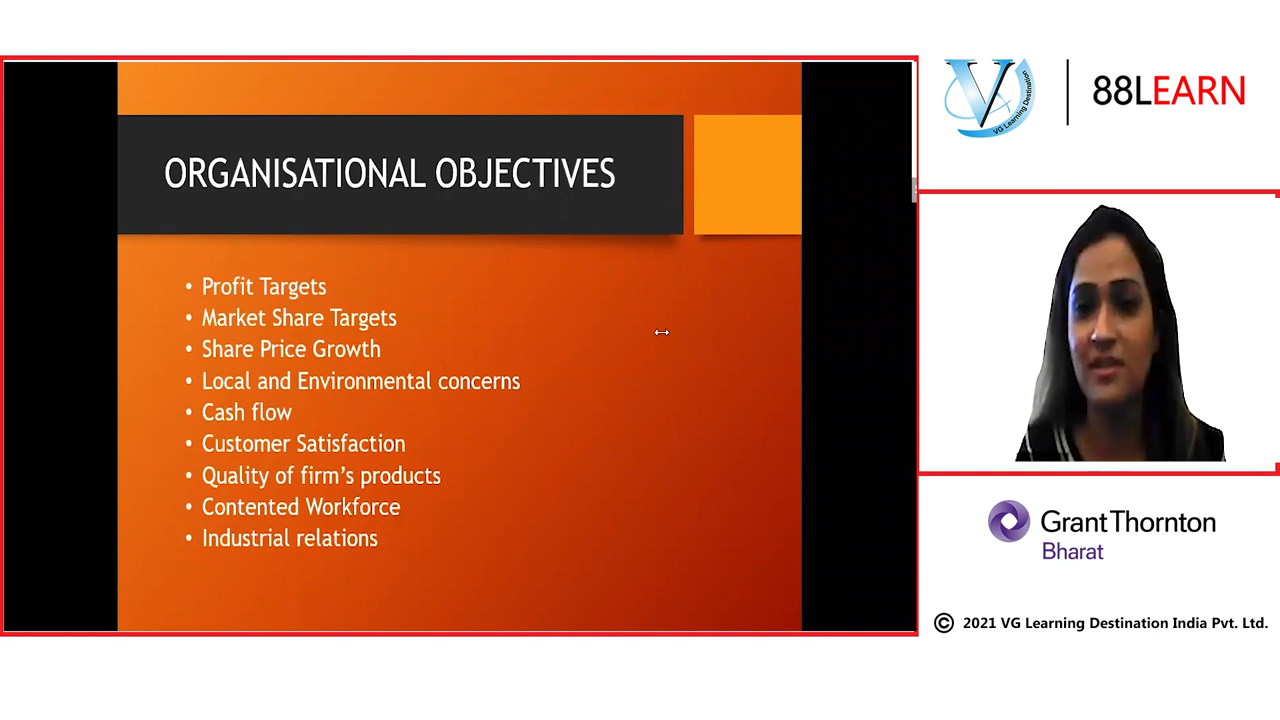 ORGANISATIONAL OBJECTIVES
• Profit Targets
• Market Share Targets
• Share Price Growth
• Local and Environmental concerns
• Cash flow
• Customer Satisfaction
• Quality of firm's products
• Contented Workforce
• Industrial relations
V
VG Learning Destination
88LEARN
Grant Thornton
Bharat
© 2021 VG Learning Destination India Pvt. Ltd.